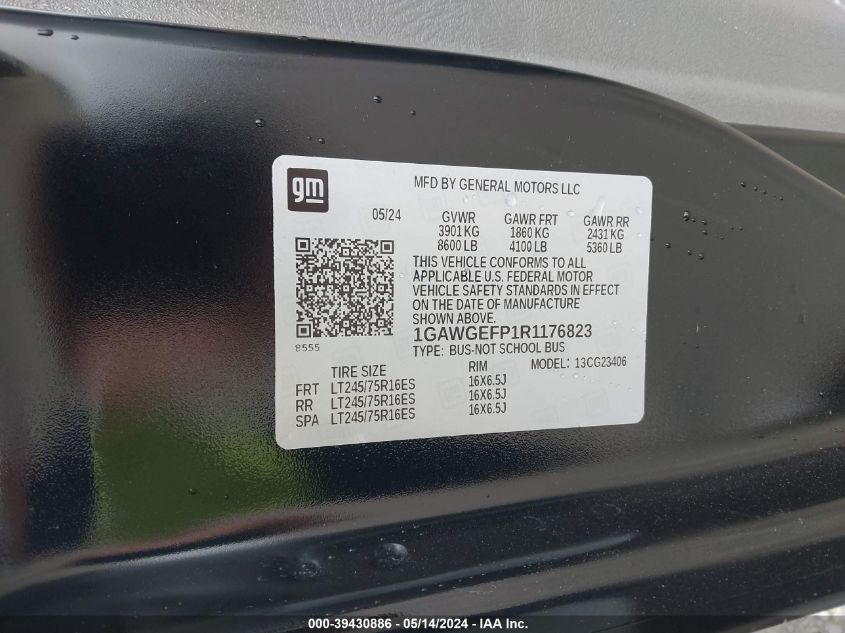 gm
MFD BY GENERAL MOTORS LLC
05/24 GVWR GAWR FRT GAWR RR
3901 KG 1860 KG 2431 KG
8600 LB 4100 LB 5360 LB
THIS VEHICLE CONFORMS TO ALL
APPLICABLE U.S. FEDERAL MOTOR
VEHICLE SAFETY STANDARDS IN EFFECT
ON THE DATE OF MANUFACTURE
SHOWN ABOVE.
1GAWGEFP1R1176823
8555
TYPE: BUS-NOT SCHOOL BUS
MODEL: 13CG23406
TIRE SIZE RIM
FRT LT245/75R16ES 16X6.5J
RR LT245/75R16ES 16X6.5J
SPA LT245/75R16ES 16X6.5J
000-39430886 - 05/14/2024 - www.iaai.com